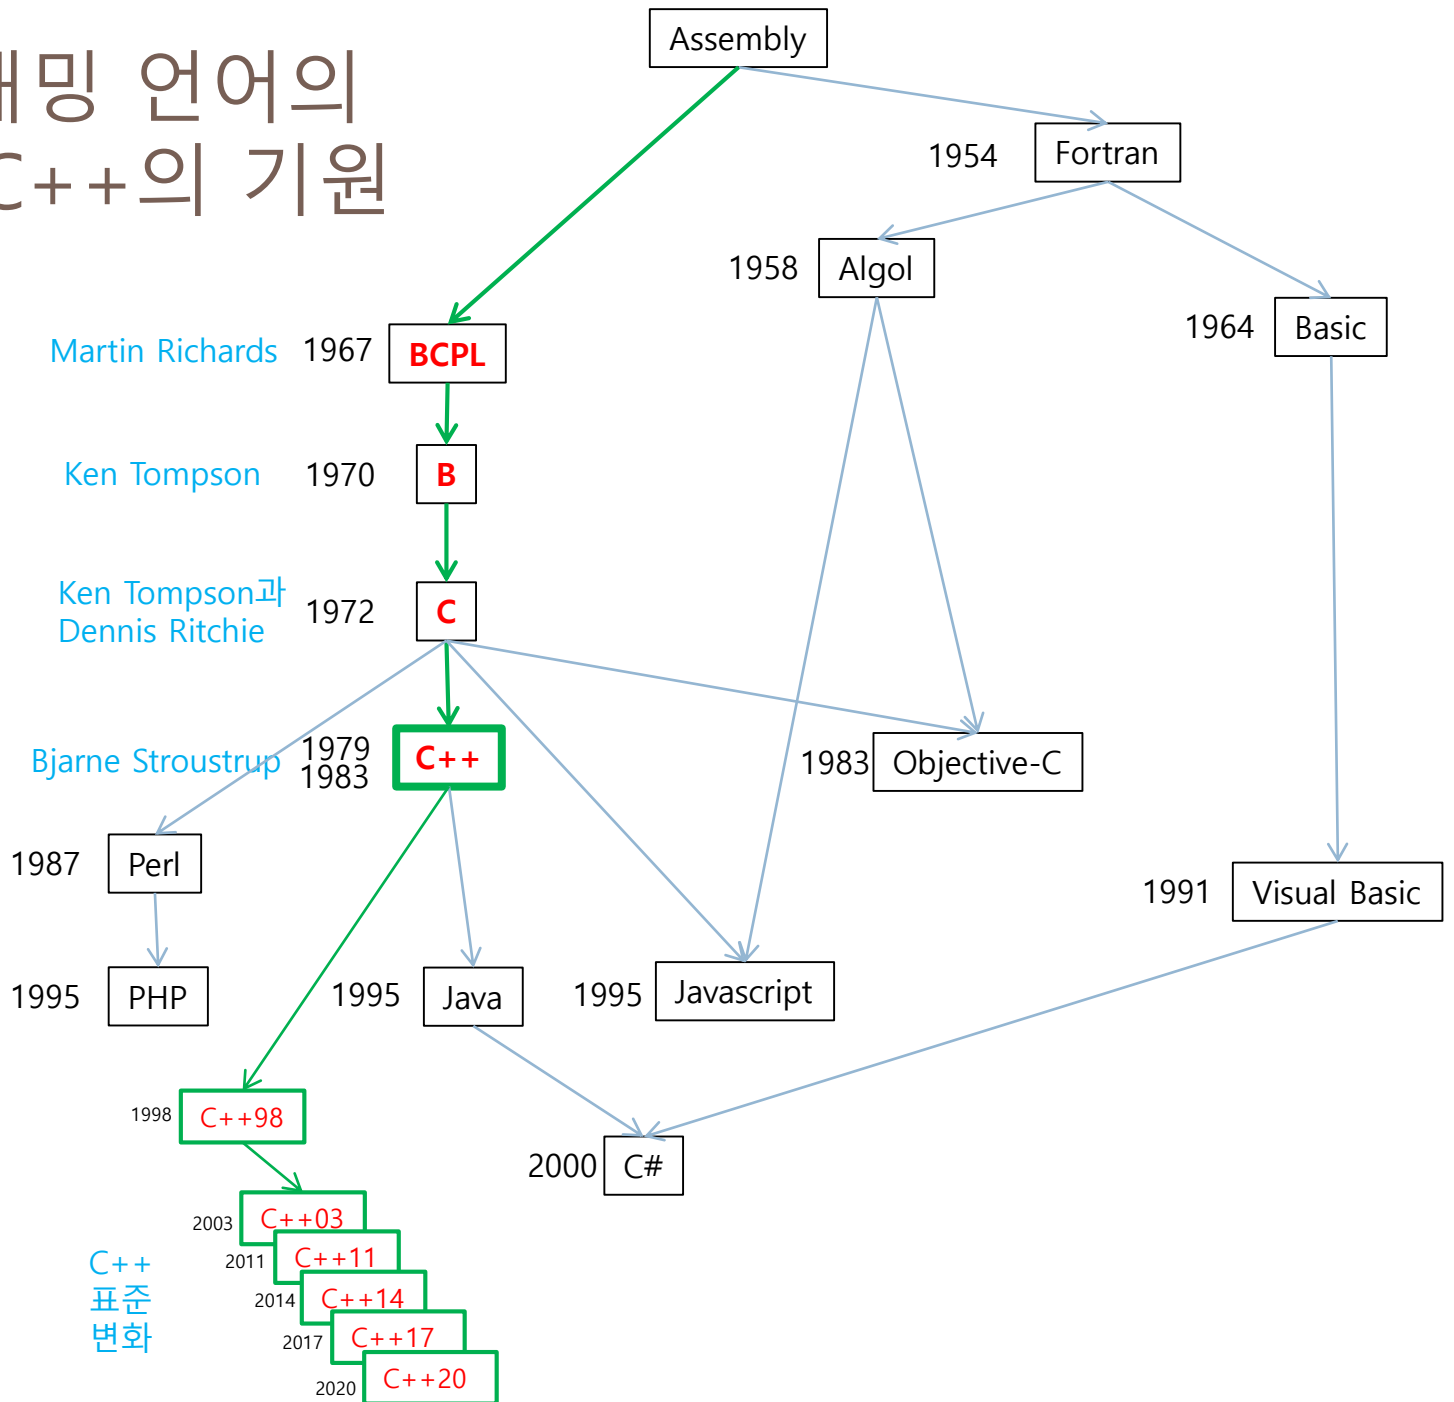 언어의
C++의 기원
Assembly
1954
Fortran
1958
Algol
1964
Basic
Martin Richards
1967
BCPL
Ken Tompson
1970
B
Ken Tompson과
Dennis Ritchie
1972
C
Bjarne Stroustrup
1979
1983
C++
1983
Objective-C
1987
Perl
1991
Visual Basic
1995
PHP
1995
Java
1995
Javascript
1998
C++98
2000
C#
2003
C++03
2011
C++11
2014
C++14
2017
C++17
2020
C++20
C++
표준
변화